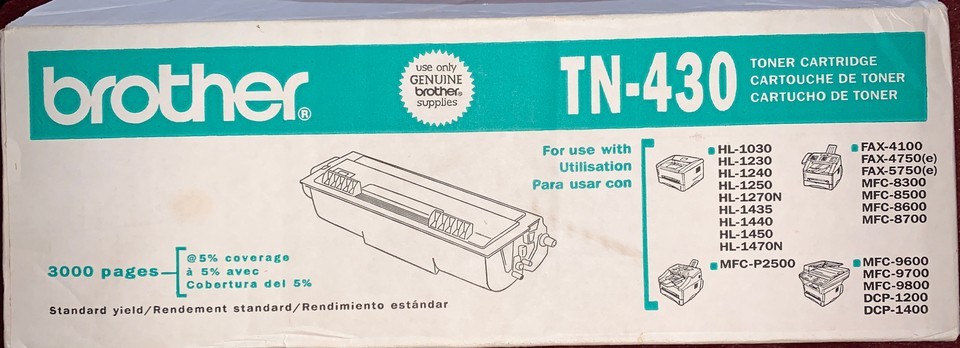 brother®
use only
GENUINE
brother®
supplies
TN-430
TONER CARTRIDGE
CARTOUCHE DE TONER
CARTUCHO DE TONER
For use with
Utilisation
Para usar con
HL-1030
HL-1230
HL-1240
HL-1250
HL-1270N
HL-1435
HL-1440
HL-1450
HL-1470N
MFC-P2500
FAX-4100
FAX-4750(e)
FAX-5750(e)
MFC-8300
MFC-8500
MFC-8600
MFC-8700
MFC-9600
MFC-9700
MFC-9800
DCP-1200
DCP-1400
3000 pages
@5% coverage
à 5% avec
Cobertura del 5%
Standard yield/Rendement standard/Rendimiento estándar